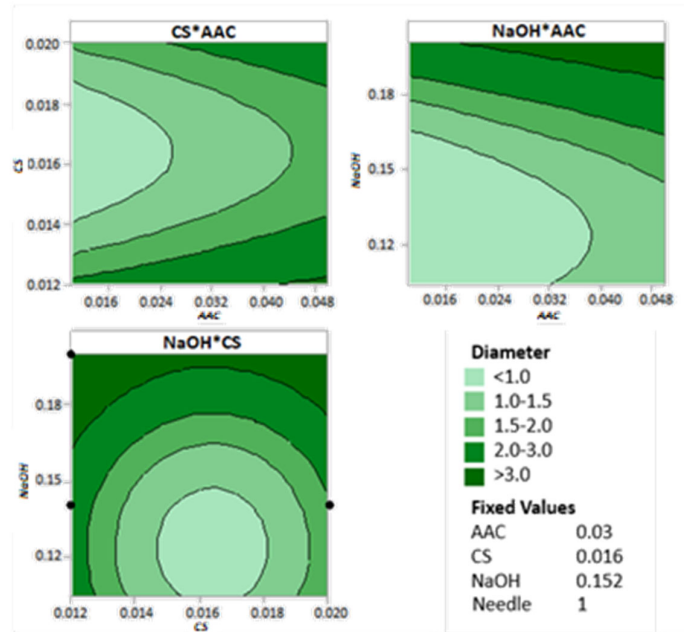 CS*AAC
NaOH*AAC
0.020
0.018
0.016
0.014
0.012
CS
0.016
0.024
0.032
0.040
0.048
AAC
0.18
0.15
0.12
NaOH
0.016
0.024
0.032
0.040
0.048
AAC
NaOH*CS
0.18
0.15
0.12
NaOH
0.012
0.014
0.016
0.018
0.020
CS
Diameter
<1.0
1.0-1.5
1.5-2.0
2.0-3.0
>3.0
Fixed Values
AAC 0.03
CS 0.016
NaOH 0.152
Needle 1